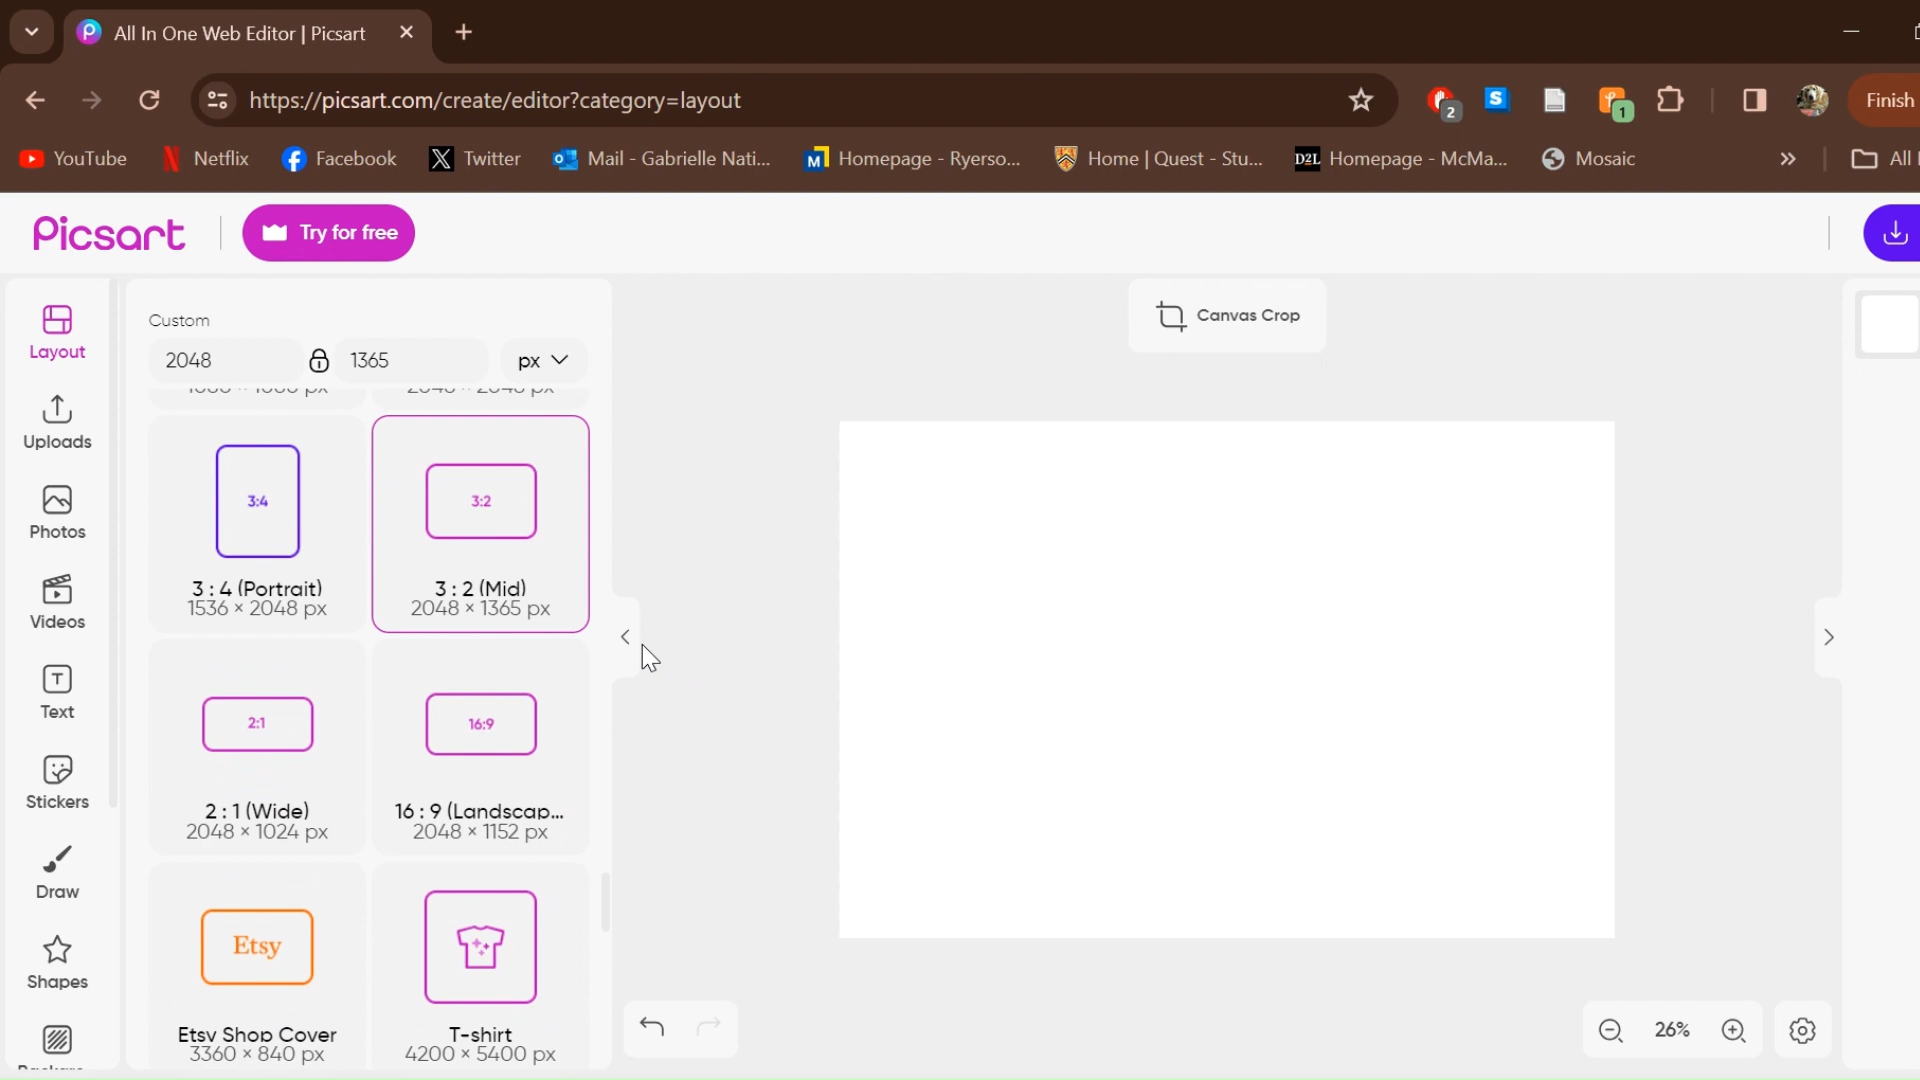 All In One Web Editor | Picsart
https://picsart.com/create/editor?category=layout
2
S
1
Finish
YouTube
Netflix
Facebook
Twitter
Mail - Gabrielle Nati...
Homepage - Ryerso...
Home | Quest - Stu...
D2L
Homepage - McMa...
Mosaic
All
Picsart
Try for free
Canvas Crop
Layout
Uploads
Photos
Videos
Text
Stickers
Draw
Shapes
Custom
2048
1365
px
3:4
3:2
3 : 4 (Portrait)
1536 × 2048 px
3 : 2 (Mid)
2048 × 1365 px
2:1
16:9
2 : 1 (Wide)
2048 × 1024 px
16 : 9 (Landscap...
2048 × 1152 px
Etsy
Etsy Shop Cover
3360 × 840 px
T-shirt
4200 × 5400 px
26%